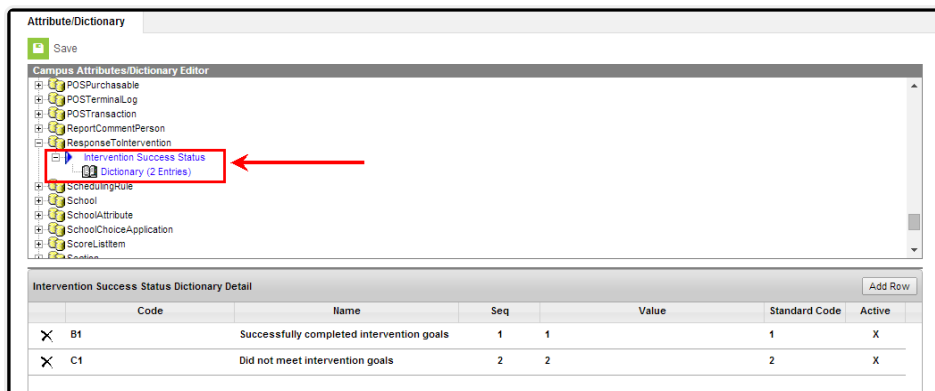 Attribute/Dictionary
Save
Campus Attributes/Dictionary Editor
POSPurchasable
POSTerminalLog
POSTransaction
ReportCommentPerson
ResponseToIntervention
Intervention Success Status
Dictionary (2 Entries)
SchedulingRule
School
SchoolAttribute
SchoolChoiceApplication
ScoreListItem
Section
Intervention Success Status Dictionary Detail Add Row
Code Name Seq Value Standard Code Active
X B1 Successfully completed intervention goals 1 1 1 X
X C1 Did not meet intervention goals 2 2 2 X